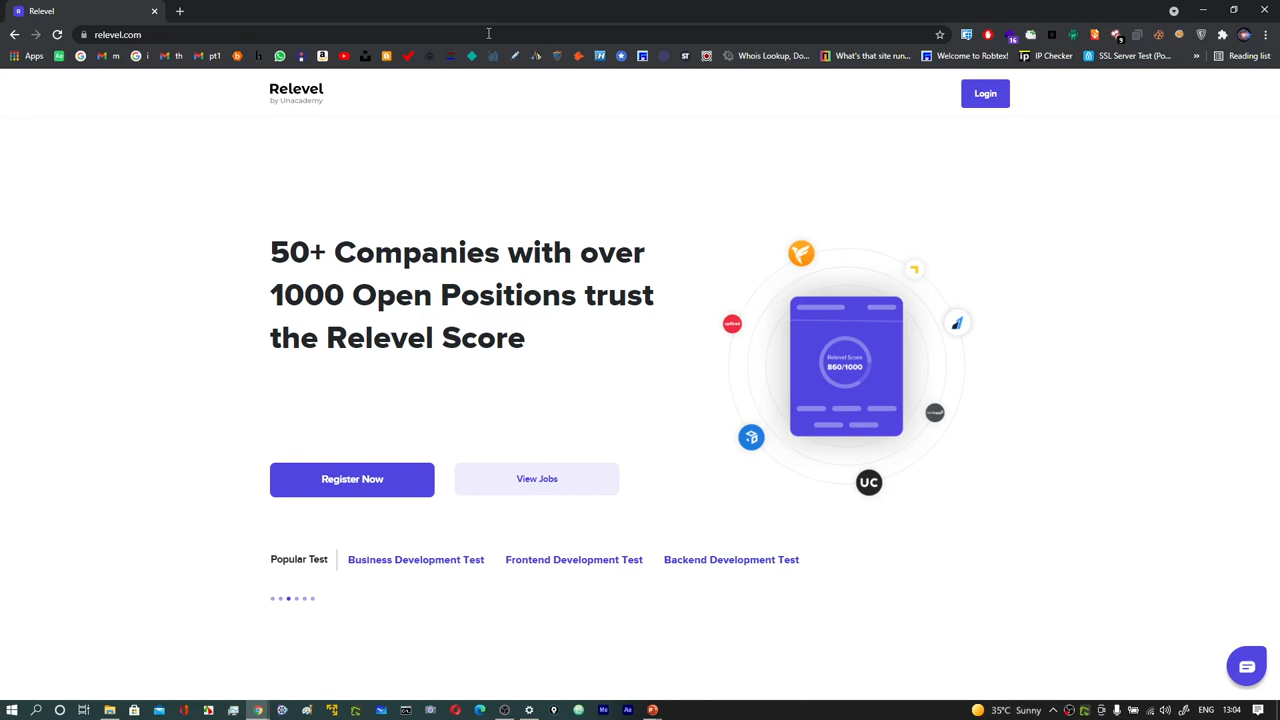 Relevel
relevel.com
Apps
M m
G i
M th
M pt1
Whois Lookup, Do...
What's that site run...
Welcome to Robtex!
IP Checker
SSL Server Test (Po...
»
Reading list
Relevel
by Unacademy
Login
50+ Companies with over
1000 Open Positions trust
the Relevel Score
upGrad
Relevel Score
860/1000
UC
Register Now
View Jobs
Popular Test
Business Development Test
Frontend Development Test
Backend Development Test
35°C Sunny
ENG
13:04